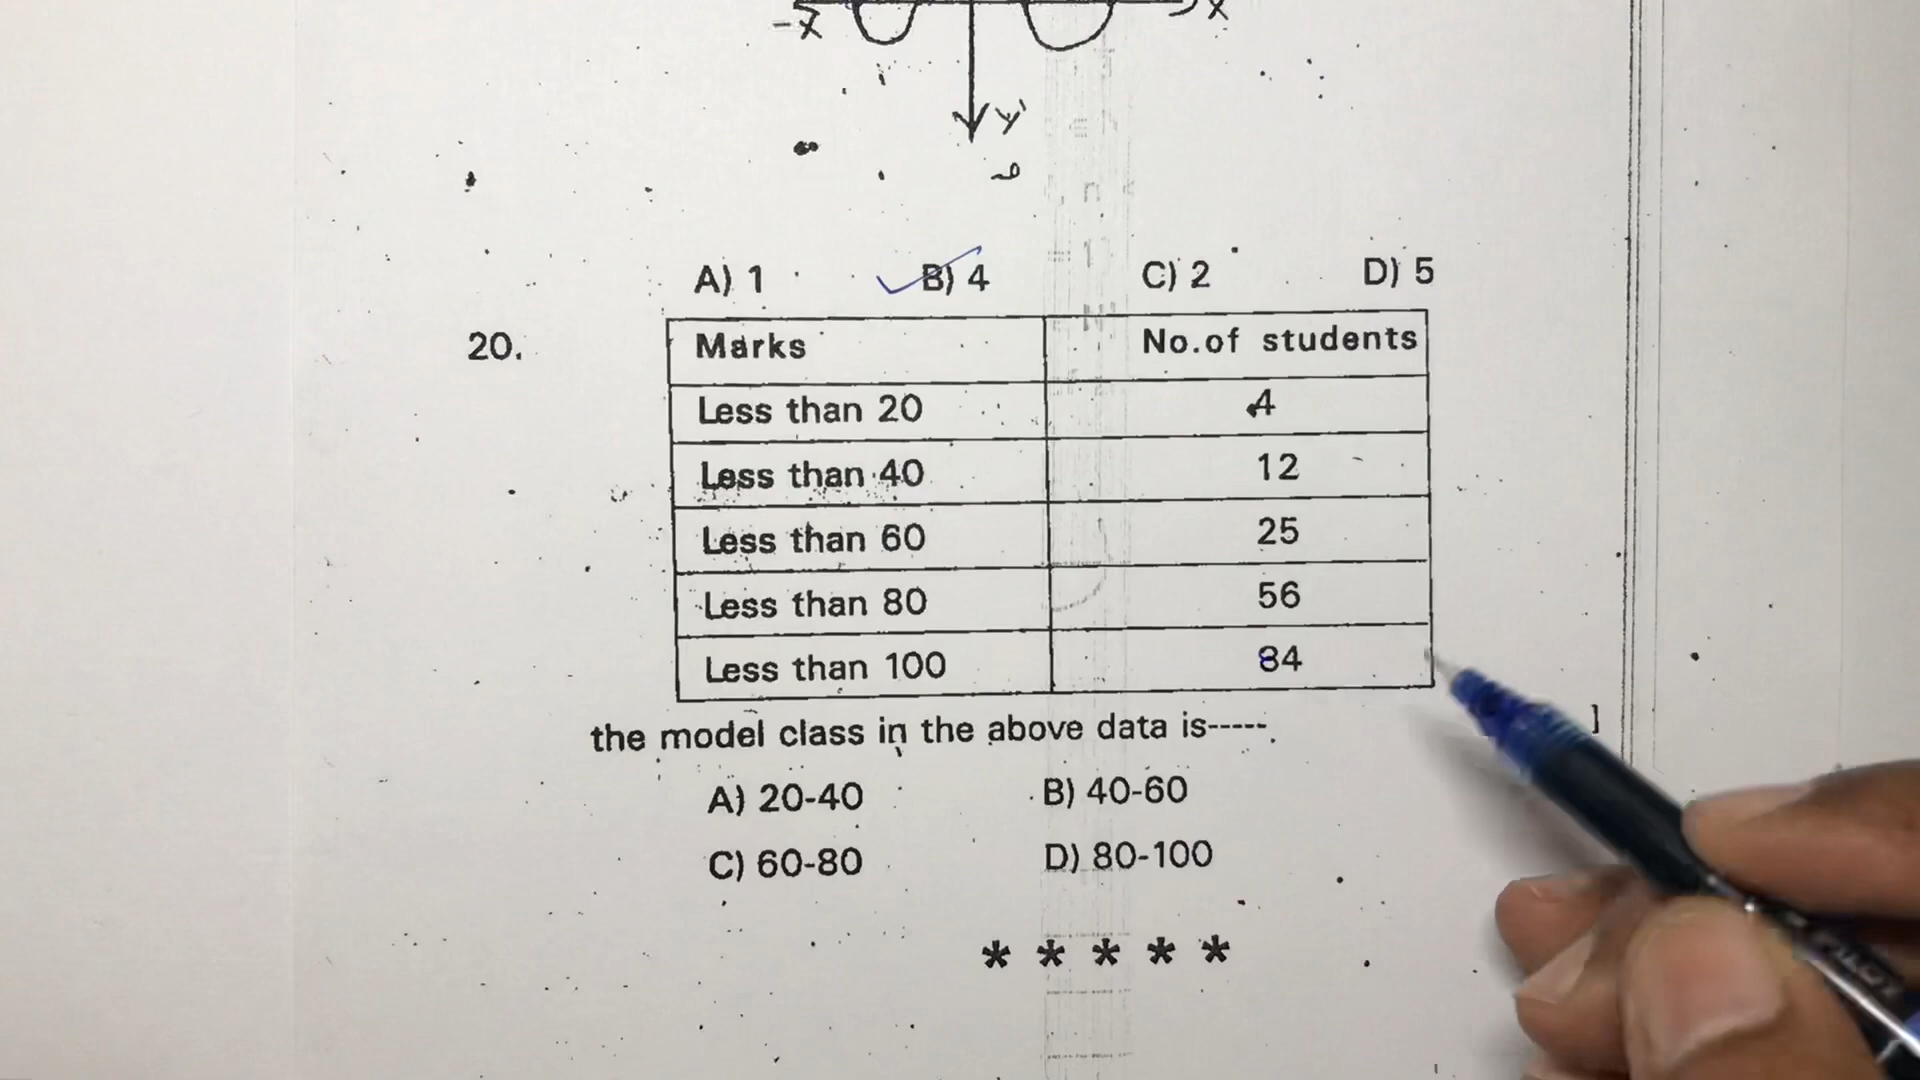 -X X
Y'
A) 1 B) 4 C) 2 D) 5
20. Marks No.of students
Less than 20 4
Less than 40 12
Less than 60 25
Less than 80 56
Less than 100 84
the model class in the above data is-----. ]
A) 20-40 B) 40-60
C) 60-80 D) 80-100
* * * * *